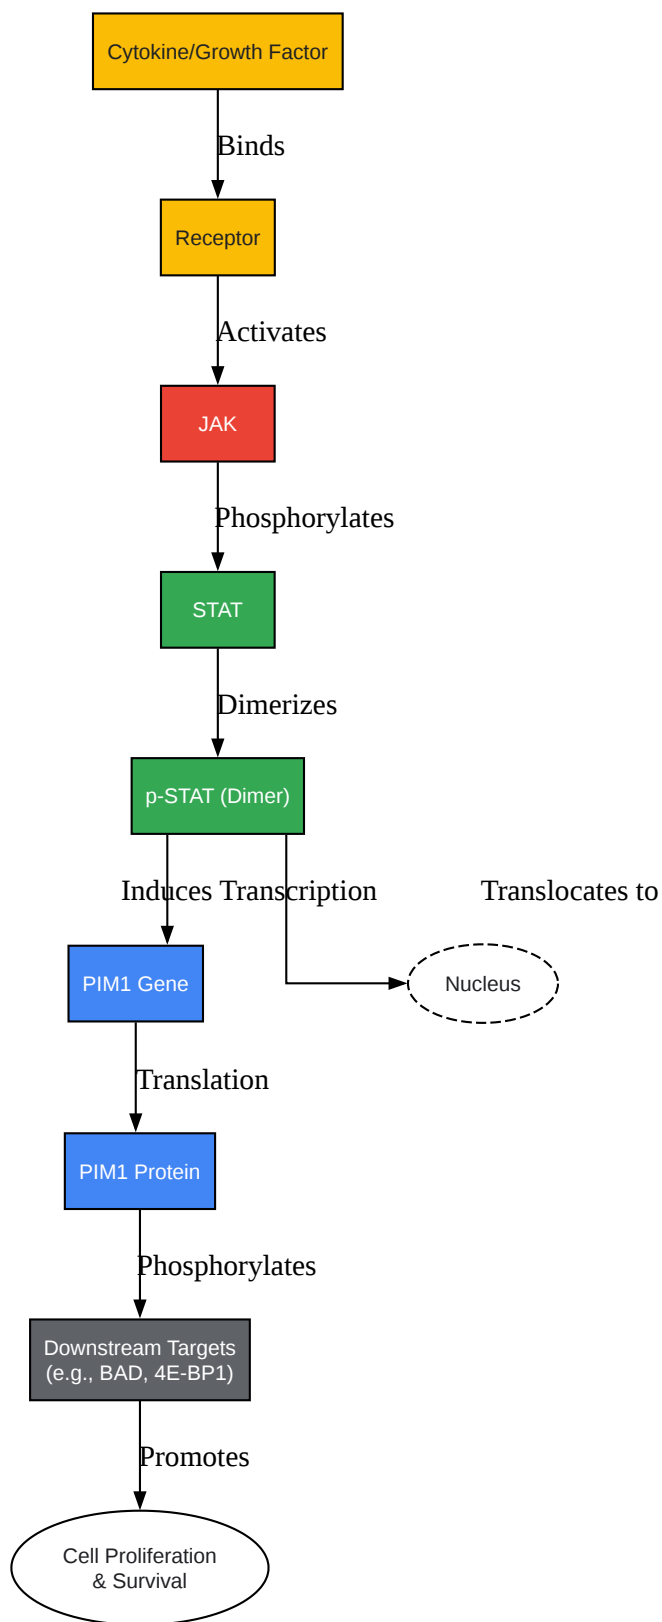 Cytokine/Growth Factor
Binds
Receptor
Activates
JAK
Phosphorylates
STAT
Dimerizes
p-STAT (Dimer)
Induces Transcription
Translocates to
PIM1 Gene
Nucleus
Translation
PIM1 Protein
Phosphorylates
Downstream Targets
(e.g., BAD, 4E-BP1)
Promotes
Cell Proliferation
& Survival